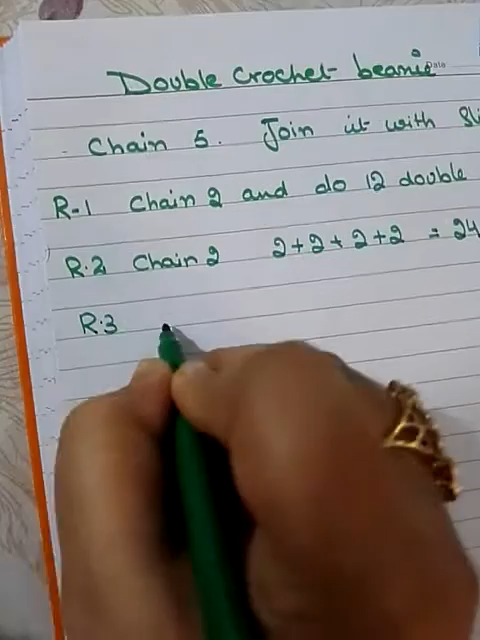 Date
Double Crochet beanie
Chain 5. Join it with Sli
R-1 Chain 2 and do 12 double
R.2 Chain 2 2+2+2+2 = 24
R.3